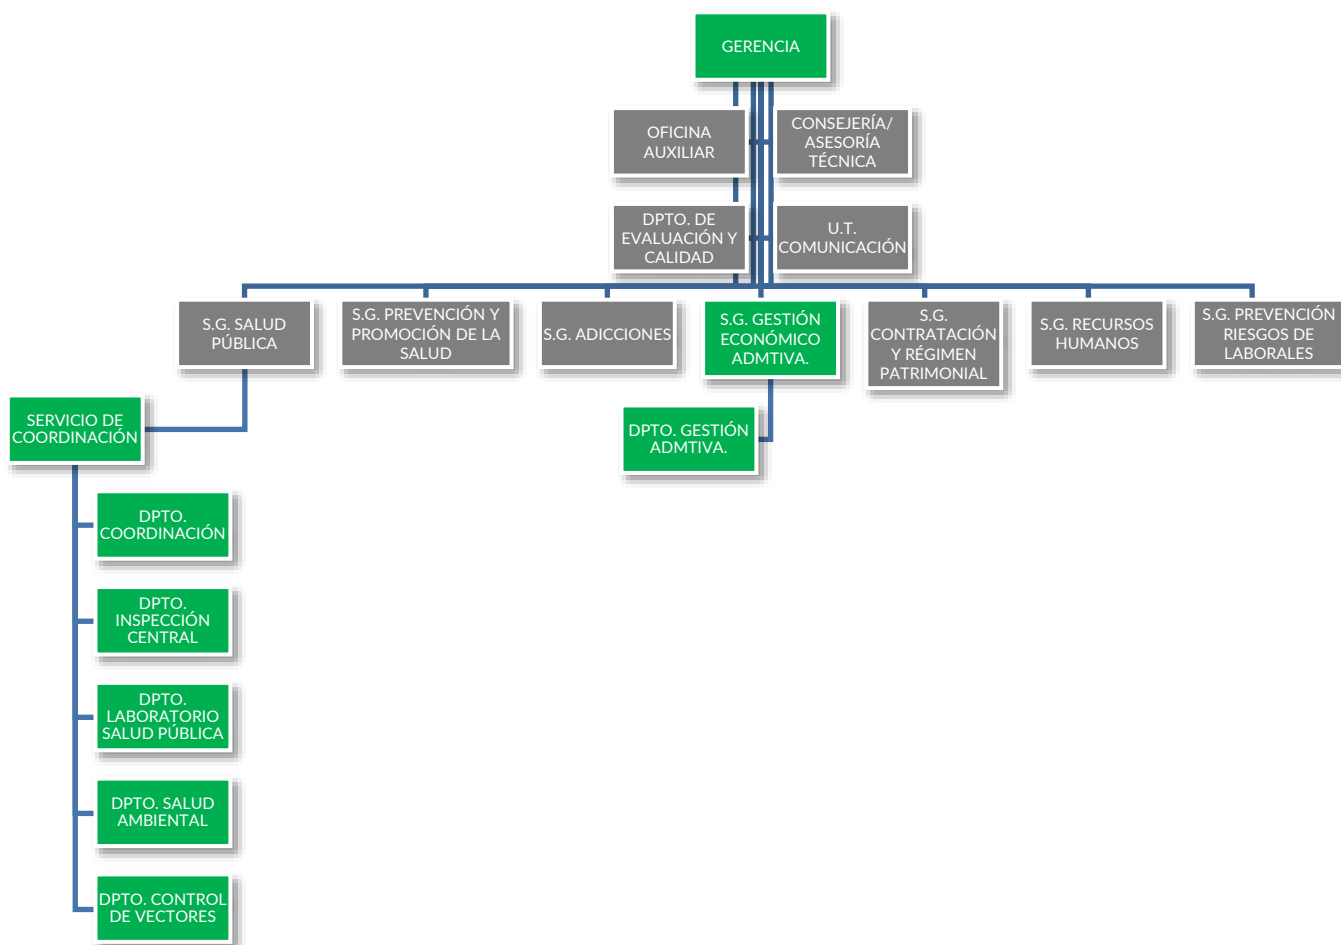 GERENCIA
OFICINA
AUXILIAR
CONSEJERÍA/
ASESORÍA
TÉCNICA
DPTO. DE
EVALUACIÓN Y
CALIDAD
U.T.
COMUNICACIÓN
S.G. SALUD
PÚBLICA
S.G. PREVENCIÓN Y
PROMOCIÓN DE LA
SALUD
S.G. ADICCIONES
S.G. GESTIÓN
ECONÓMICO
ADMTIVA.
S.G.
CONTRATACIÓN
Y RÉGIMEN
PATRIMONIAL
S.G. RECURSOS
HUMANOS
S.G. PREVENCIÓN
RIESGOS DE
LABORALES
SERVICIO DE
COORDINACIÓN
DPTO. GESTIÓN
ADMTIVA.
DPTO.
COORDINACIÓN
DPTO.
INSPECCIÓN
CENTRAL
DPTO.
LABORATORIO
SALUD PÚBLICA
DPTO. SALUD
AMBIENTAL
DPTO. CONTROL
DE VECTORES